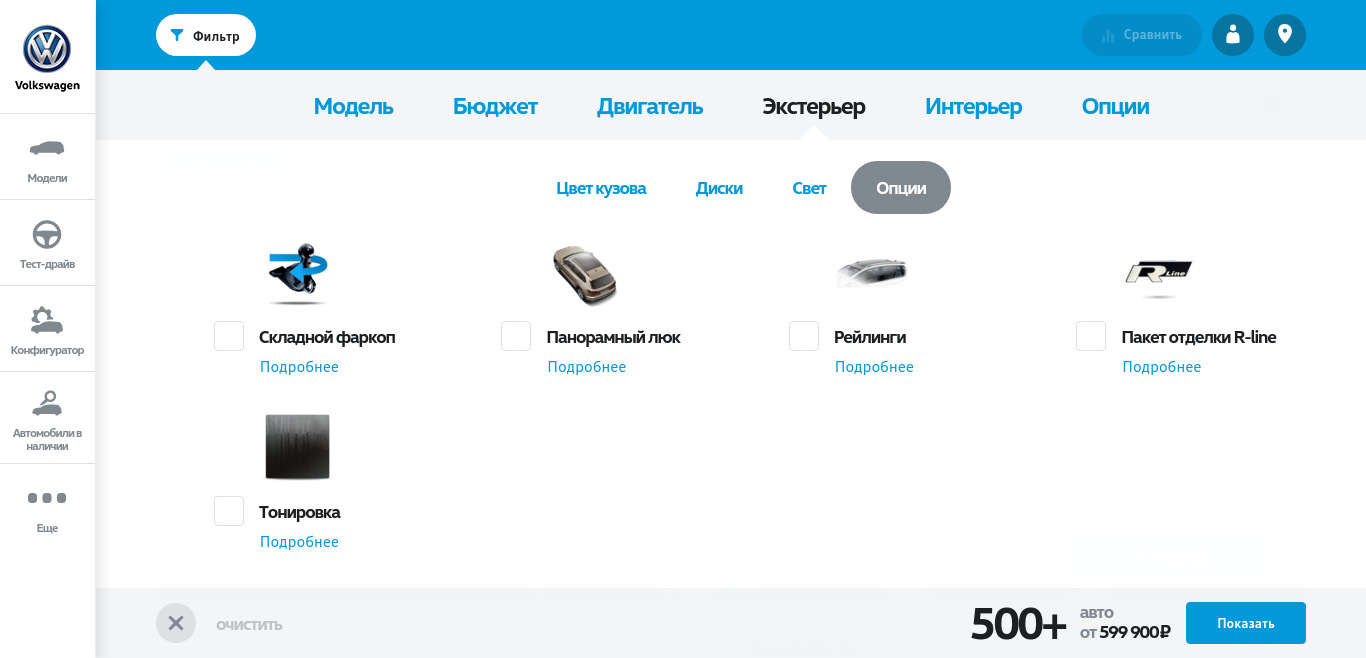 Фильтр
Сравнить
Volkswagen
Модель Бюджет Двигатель Экстерьер Интерьер Опции
Модели
Цвет кузова Диски Свет Опции
Тест-драйв
R Line
Складной фаркоп Панорамный люк Рейлинги Пакет отделки R-line
Конфигуратор
Подробнее Подробнее Подробнее Подробнее
Автомобили в
наличии
Тонировка
Еще
Подробнее
очистить
500+ авто
от 599 900₽
Показать